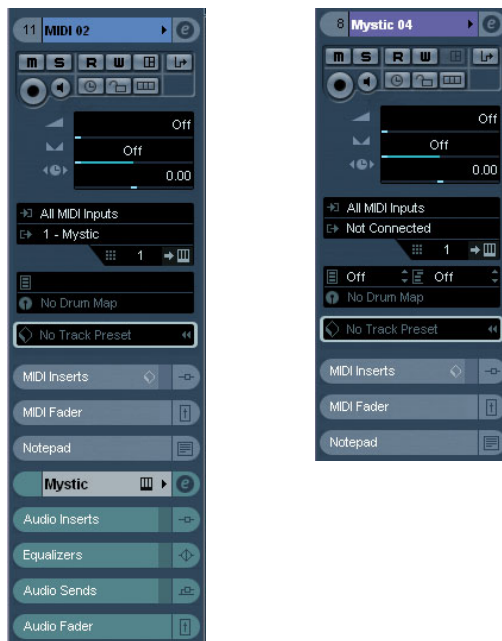 11 MIDI 02
m S R W
Off
Off
0.00
All MIDI Inputs
1 - Mystic
1
No Drum Map
No Track Preset
MIDI Inserts
MIDI Fader
Notepad
Mystic
Audio Inserts
Equalizers
Audio Sends
Audio Fader
8 Mystic 04
m S R W
Off
Off
0.00
All MIDI Inputs
Not Connected
1
Off Off
No Drum Map
No Track Preset
MIDI Inserts
MIDI Fader
Notepad